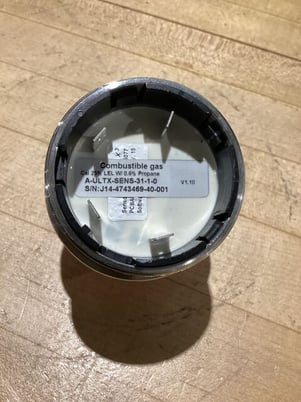 Combustible gas
Cal 25% LEL W/ 0.6% Propane
A-ULTX-SENS-31-1-0
S/N:J14-4743469-40-001
V1.10